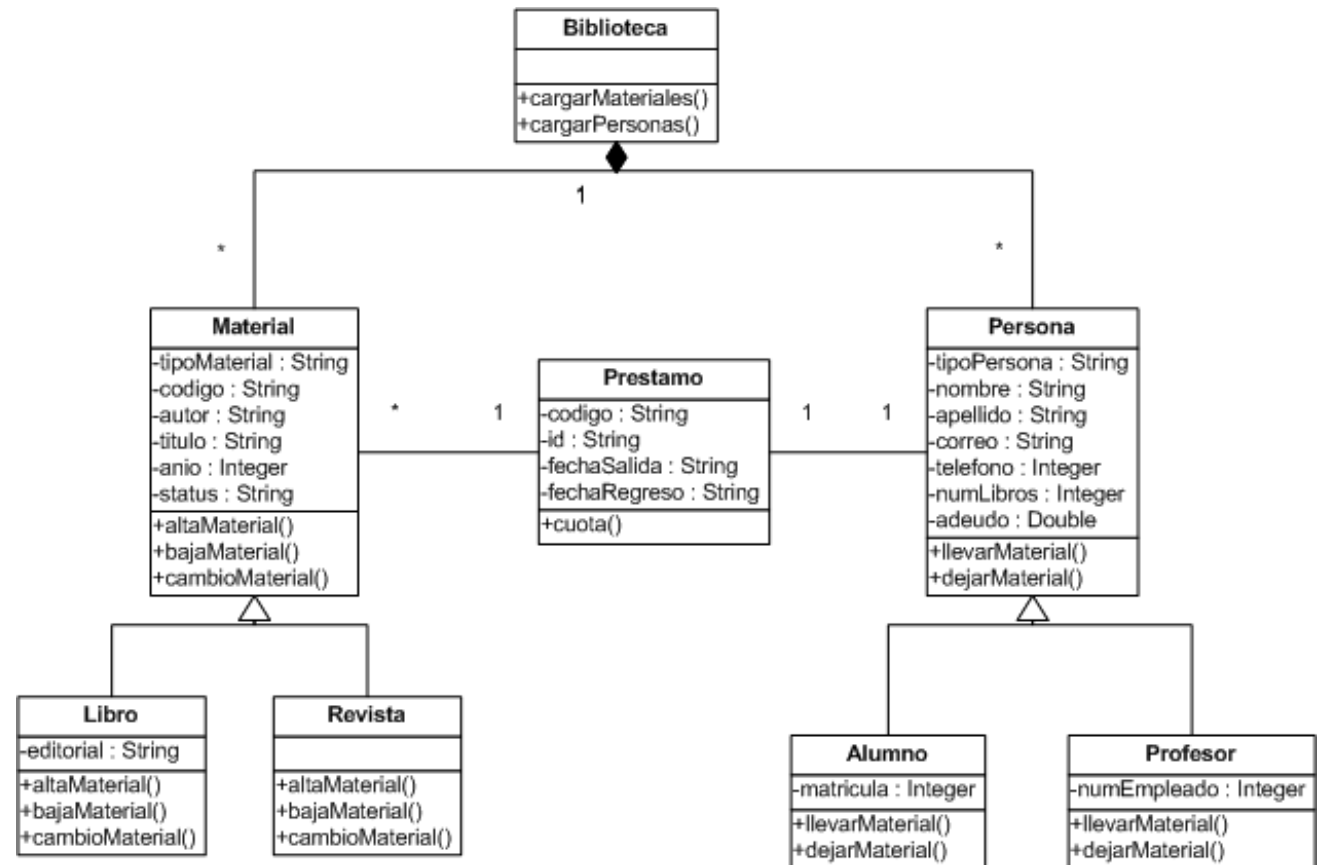 Biblioteca
+cargarMateriales()
+cargarPersonas()
1
*
*
Material
-tipoMaterial : String
-codigo : String
-autor : String
-titulo : String
-anio : Integer
-status : String
+altaMaterial()
+bajaMaterial()
+cambioMaterial()
*
1
Prestamo
-codigo : String
-id : String
-fechaSalida : String
-fechaRegreso : String
+cuota()
1
1
Persona
-tipoPersona : String
-nombre : String
-apellido : String
-correo : String
-telefono : Integer
-numLibros : Integer
-adeudo : Double
+llevarMaterial()
+dejarMaterial()
Libro
-editorial : String
+altaMaterial()
+bajaMaterial()
+cambioMaterial()
Revista
+altaMaterial()
+bajaMaterial()
+cambioMaterial()
Alumno
-matricula : Integer
+llevarMaterial()
+dejarMaterial()
Profesor
-numEmpleado : Integer
+llevarMaterial()
+dejarMaterial()